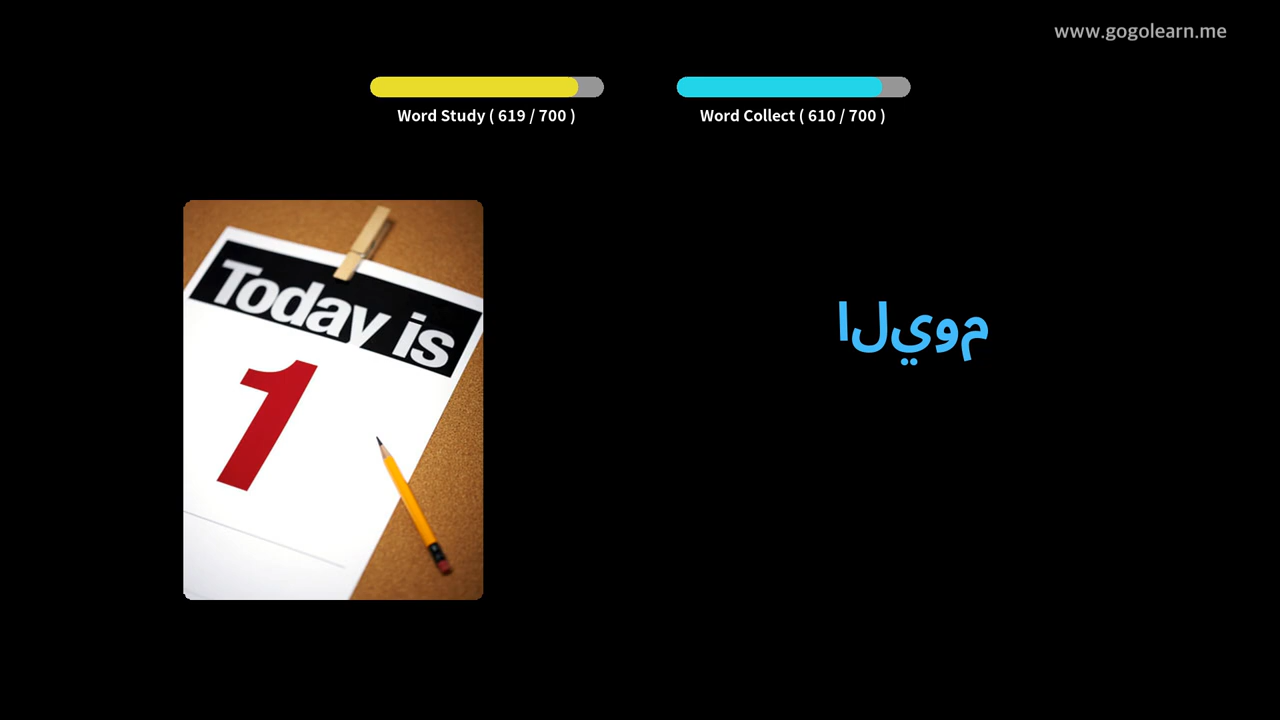 www.gogolearn.me
Word Study ( 619 / 700 )
Word Collect ( 610 / 700 )
Today is
1
اليوم